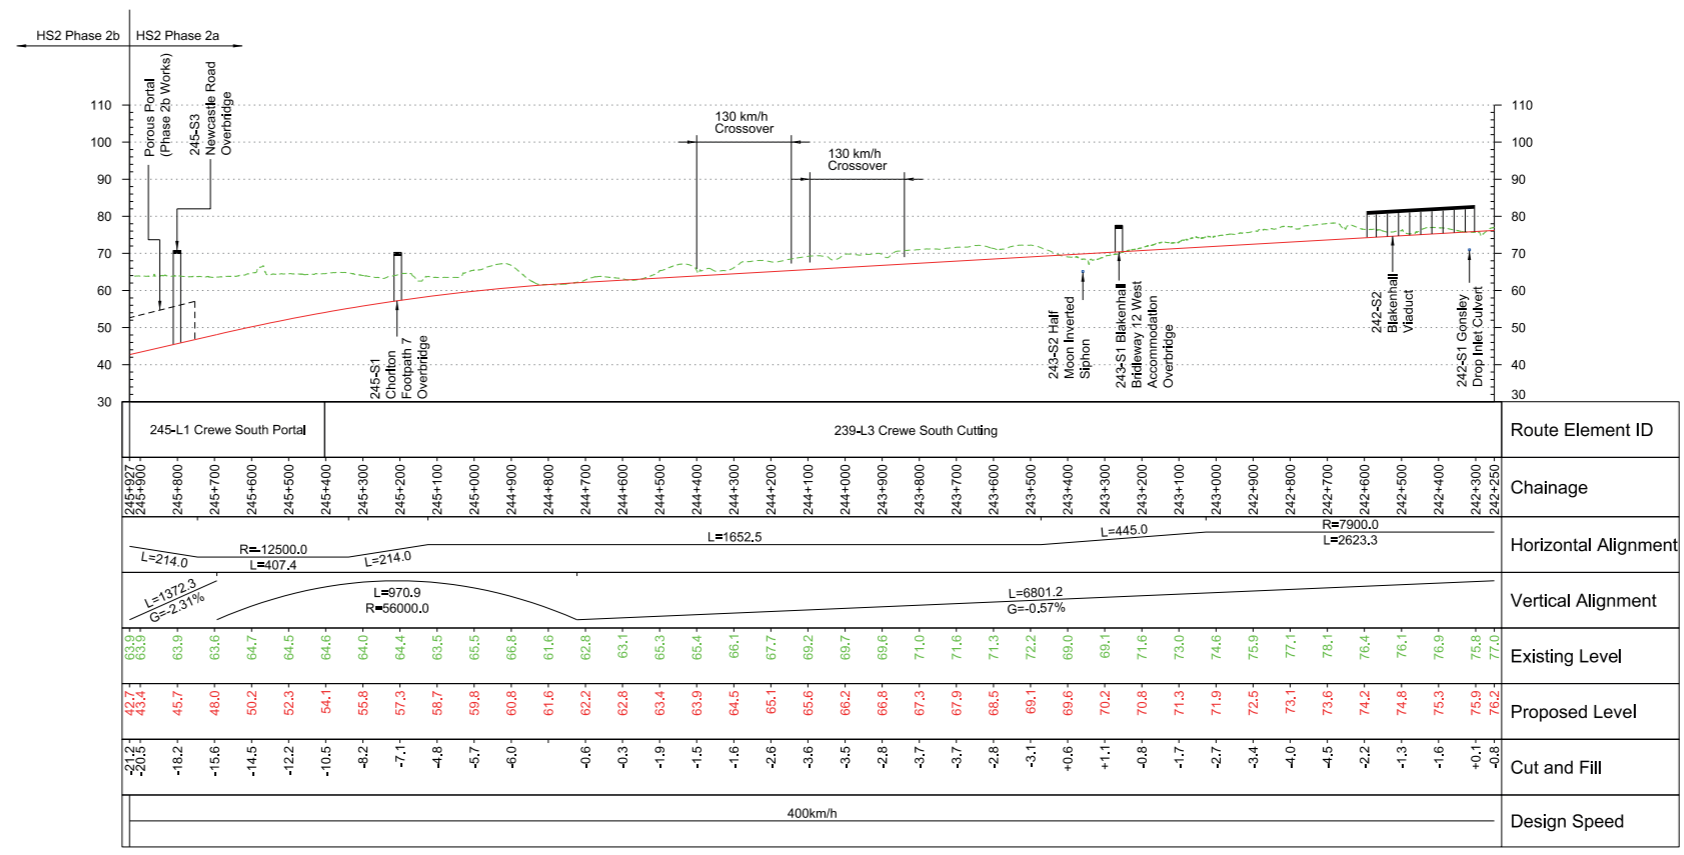 HS2 Phase 2b
HS2 Phase 2a
Porous Portal
(Phase 2b Works)
245-S3
Newcastle Road
Overbridge
130 km/h
Crossover
130 km/h
Crossover
110
100
90
80
70
60
50
40
30
110
100
90
80
70
60
50
40
30
245-S1
Chorlton
Footpath 7
Overbridge
243-S2 Half
Moon Inverted
Siphon
243-S1 Blakenhall
Bridleway 12 West
Accommodation
Overbridge
242-S2
Blakenhall
Viaduct
242-S1 Gonsley
Drop Inlet Culvert
245-L1 Crewe South Portal
239-L3 Crewe South Cutting
Route Element ID
245+927 245+900 245+800 245+700 245+600 245+500 245+400 245+300 245+200 245+100 245+000 244+900 244+800 244+700 244+600 244+500 244+400 244+300 244+200 244+100 244+000 243+900 243+800 243+700 243+600 243+500 243+400 243+300 243+200 243+100 243+000 242+900 242+800 242+700 242+600 242+500 242+400 242+300 242+250
Chainage
L=214.0
R=-12500.0
L=407.4
L=214.0
L=1652.5
L=445.0
R=7900.0
L=2623.3
Horizontal Alignment
L=1372.3
G=-2.31%
L=970.9
R=56000.0
L=6801.2
G=-0.57%
Vertical Alignment
63.9 63.9 63.9 63.6 64.7 64.5 64.6 64.0 64.4 63.5 65.5 66.8 61.6 62.8 63.1 65.3 65.4 66.1 67.7 69.2 69.7 69.6 71.0 71.6 71.3 72.2 69.0 69.1 71.6 73.0 74.6 75.9 77.1 78.1 76.4 76.1 76.9 75.8 77.0
Existing Level
42.7 43.4 45.7 48.0 50.2 52.3 54.1 55.8 57.3 58.7 59.8 60.8 61.6 62.2 62.8 63.4 63.9 64.5 65.1 65.6 66.2 66.8 67.3 67.9 68.5 69.1 69.6 70.2 70.8 71.3 71.9 72.5 73.1 73.6 74.2 74.8 75.3 75.9 76.2
Proposed Level
-21.2 -20.5 -18.2 -15.6 -14.5 -12.2 -10.5 -8.2 -7.1 -4.8 -5.7 -6.0 -0.6 -0.3 -1.9 -1.5 -1.6 -2.6 -3.6 -3.5 -2.8 -3.7 -3.7 -2.8 -3.1 +0.6 +1.1 -0.8 -1.7 -2.7 -3.4 -4.0 -4.5 -2.2 -1.3 -1.6 +0.1 -0.8
Cut and Fill
400km/h
Design Speed